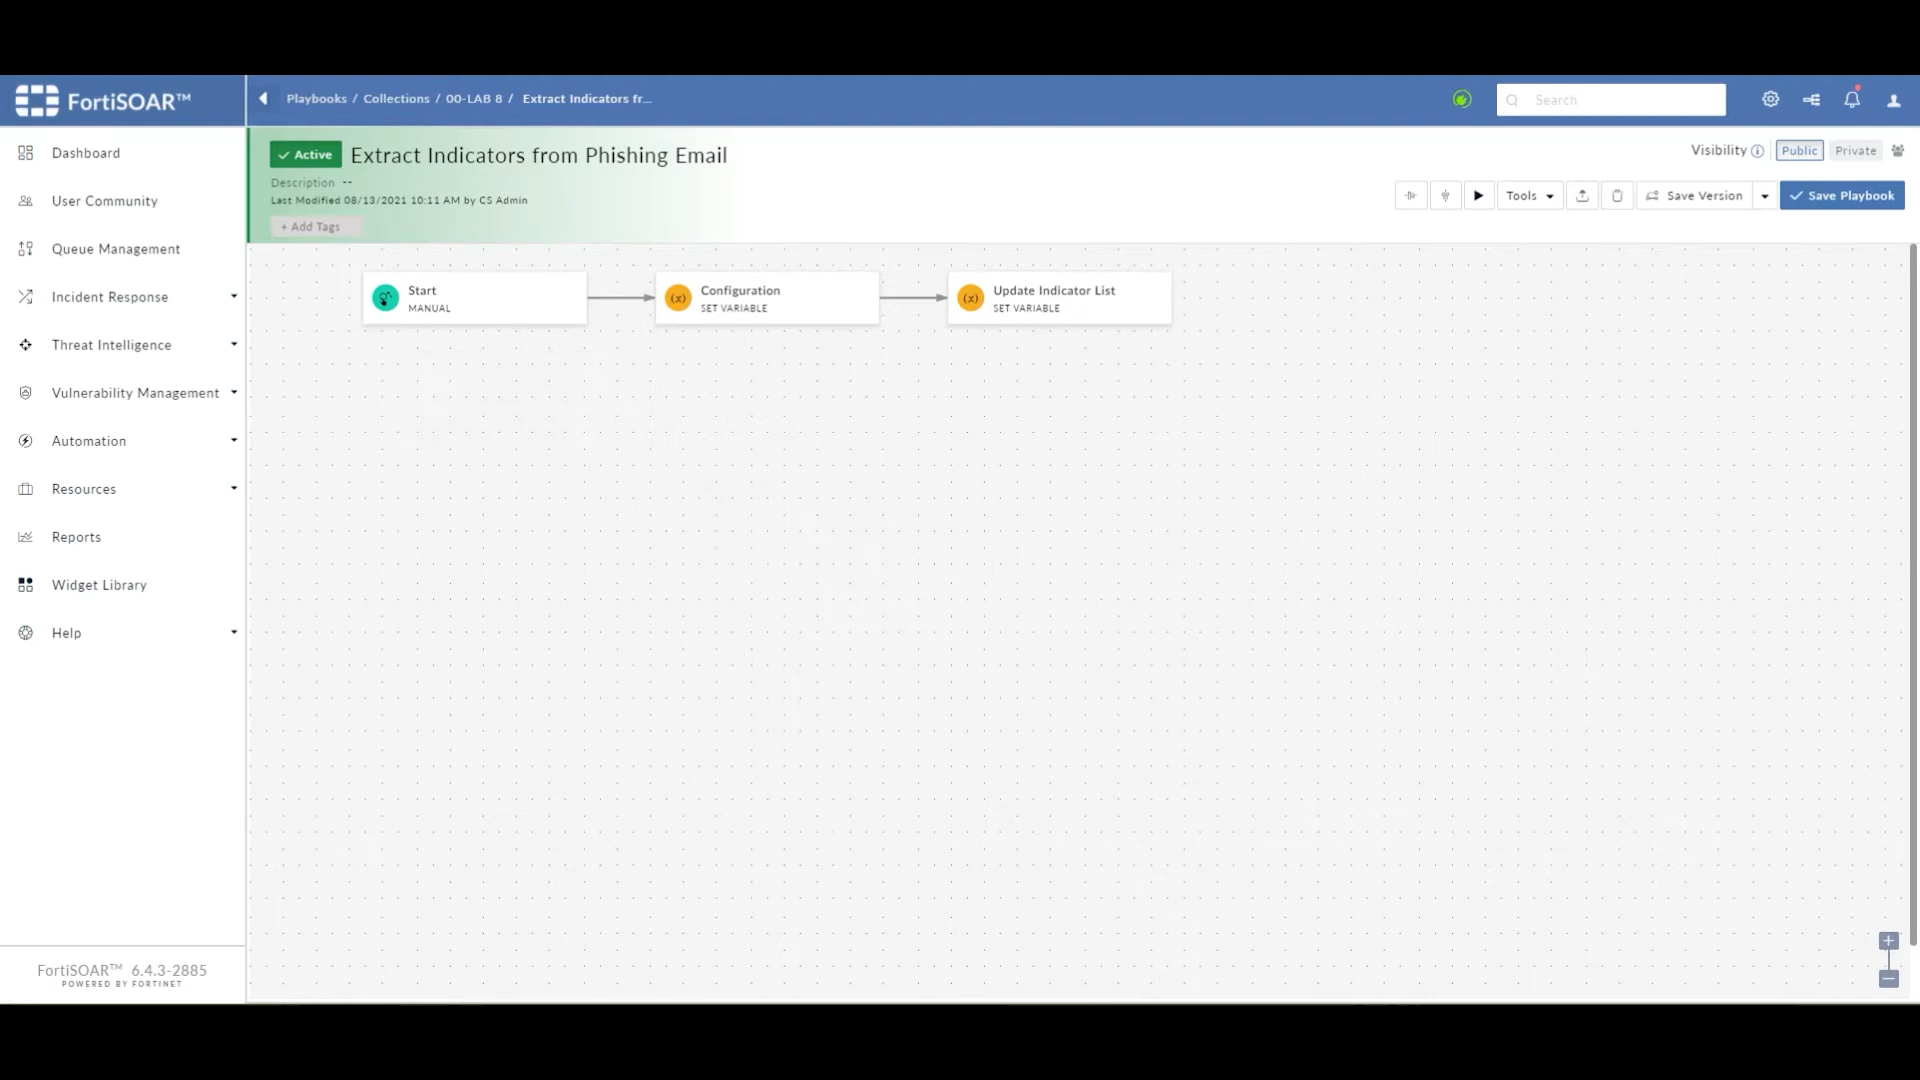 FortiSOAR™
Playbooks / Collections / 00-LAB 8 / Extract Indicators fr...
Search
Dashboard
User Community
Queue Management
Incident Response
Threat Intelligence
Vulnerability Management
Automation
Resources
Reports
Widget Library
Help
FortiSOAR™ 6.4.3-2885
POWERED BY FORTINET
Active
Extract Indicators from Phishing Email
Description --
Last Modified 08/13/2021 10:11 AM by CS Admin
+ Add Tags
Visibility
Public
Private
Tools
Save Version
Save Playbook
Start
MANUAL
(x)
Configuration
SET VARIABLE
(x)
Update Indicator List
SET VARIABLE